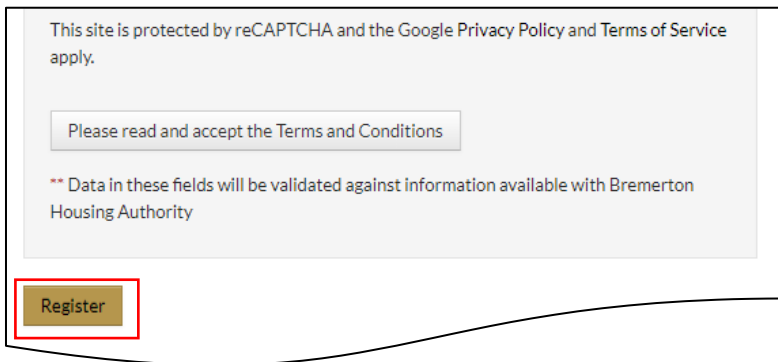 This site is protected by reCAPTCHA and the Google Privacy Policy and Terms of Service
apply.
Please read and accept the Terms and Conditions
** Data in these fields will be validated against information available with Bremerton
Housing Authority
Register